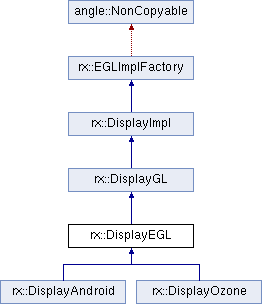 angle::NonCopyable
rx::EGLImplFactory
rx::DisplayImpl
rx::DisplayGL
rx::DisplayEGL
rx::DisplayAndroid
rx::DisplayOzone